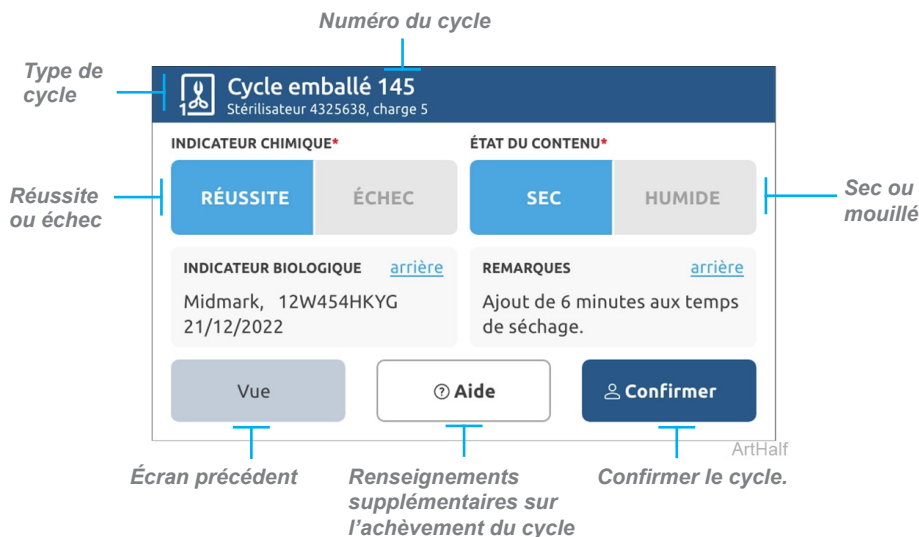 Numéro du cycle
Type de
cycle
Cycle emballé 145
1
Stérilisateur 4325638, charge 5
INDICATEUR CHIMIQUE*
ÉTAT DU CONTENU*
Réussite
ou échec
RÉUSSITE
ÉCHEC
SEC
HUMIDE
Sec ou
mouillé
INDICATEUR BIOLOGIQUE arrière
Midmark, 12W454HKYG
21/12/2022
REMARQUES arrière
Ajout de 6 minutes aux temps
de séchage.
Vue
? Aide
Confirmer
ArtHalf
Écran précédent
Renseignements
supplémentaires sur
l'achèvement du cycle
Confirmer le cycle.